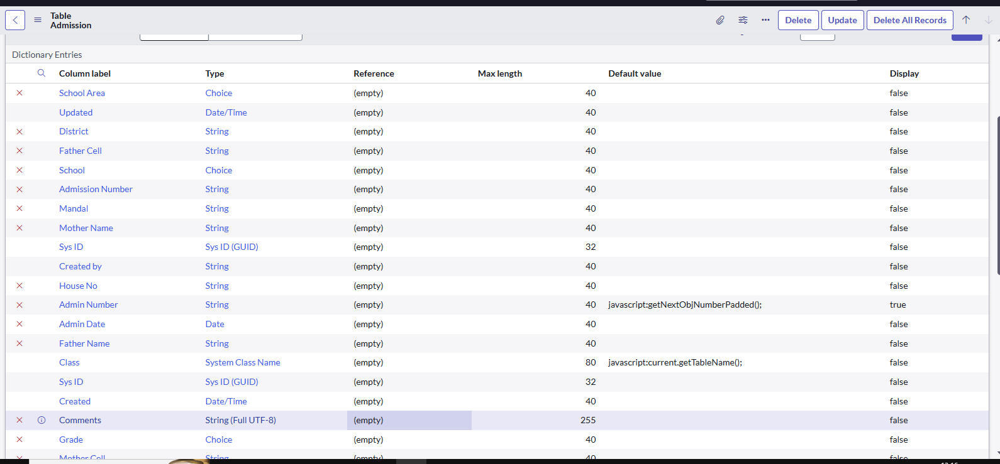 Table
Admission
Delete Update Delete All Records
Dictionary Entries
Column label Type Reference Max length Default value Display
School Area Choice (empty) 40 false
Updated Date/Time (empty) 40 false
District String (empty) 40 false
Father Cell String (empty) 40 false
School Choice (empty) 40 false
Admission Number String (empty) 40 false
Mandal String (empty) 40 false
Mother Name String (empty) 40 false
Sys ID Sys ID (GUID) (empty) 32 false
Created by String (empty) 40 false
House No String (empty) 40 false
Admin Number String (empty) 40 javascript:getNextObjNumberPadded(); true
Admin Date Date (empty) 40 false
Father Name String (empty) 40 false
Class System Class Name (empty) 80 javascript:current.getTableName(); false
Sys ID Sys ID (GUID) (empty) 32 false
Created Date/Time (empty) 40 false
Comments String (Full UTF-8) (empty) 255 false
Grade Choice (empty) 40 false
Mother Cell String (empty) 40 false